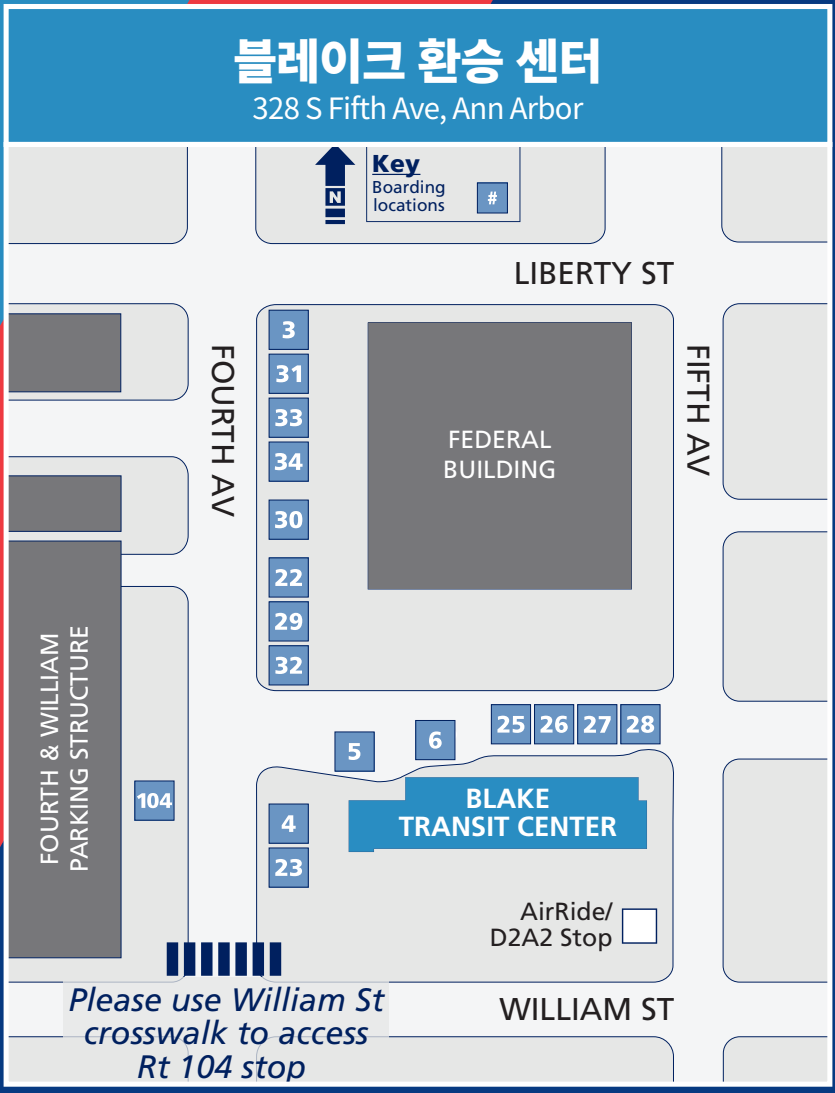 블레이크 환승 센터
328 S Fifth Ave, Ann Arbor
N
Key
Boarding
locations
#
LIBERTY ST
FOURTH AV
FIFTH AV
3
31
33
34
30
22
29
32
FEDERAL
BUILDING
FOURTH & WILLIAM
PARKING STRUCTURE
104
5
6
25
26
27
28
BLAKE
TRANSIT CENTER
4
23
AirRide/
D2A2 Stop
Please use William St
crosswalk to access
Rt 104 stop
WILLIAM ST